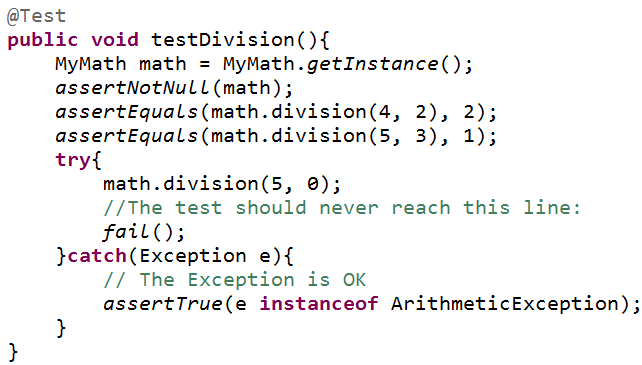 @Test
public void testDivision(){
    MyMath math = MyMath.getInstance();
    assertNotNull(math);
    assertEquals(math.division(4, 2), 2);
    assertEquals(math.division(5, 3), 1);
    try{
        math.division(5, 0);
        //The test should never reach this line:
        fail();
    }catch(Exception e){
        // The Exception is OK
        assertTrue(e instanceof ArithmeticException);
    }
}